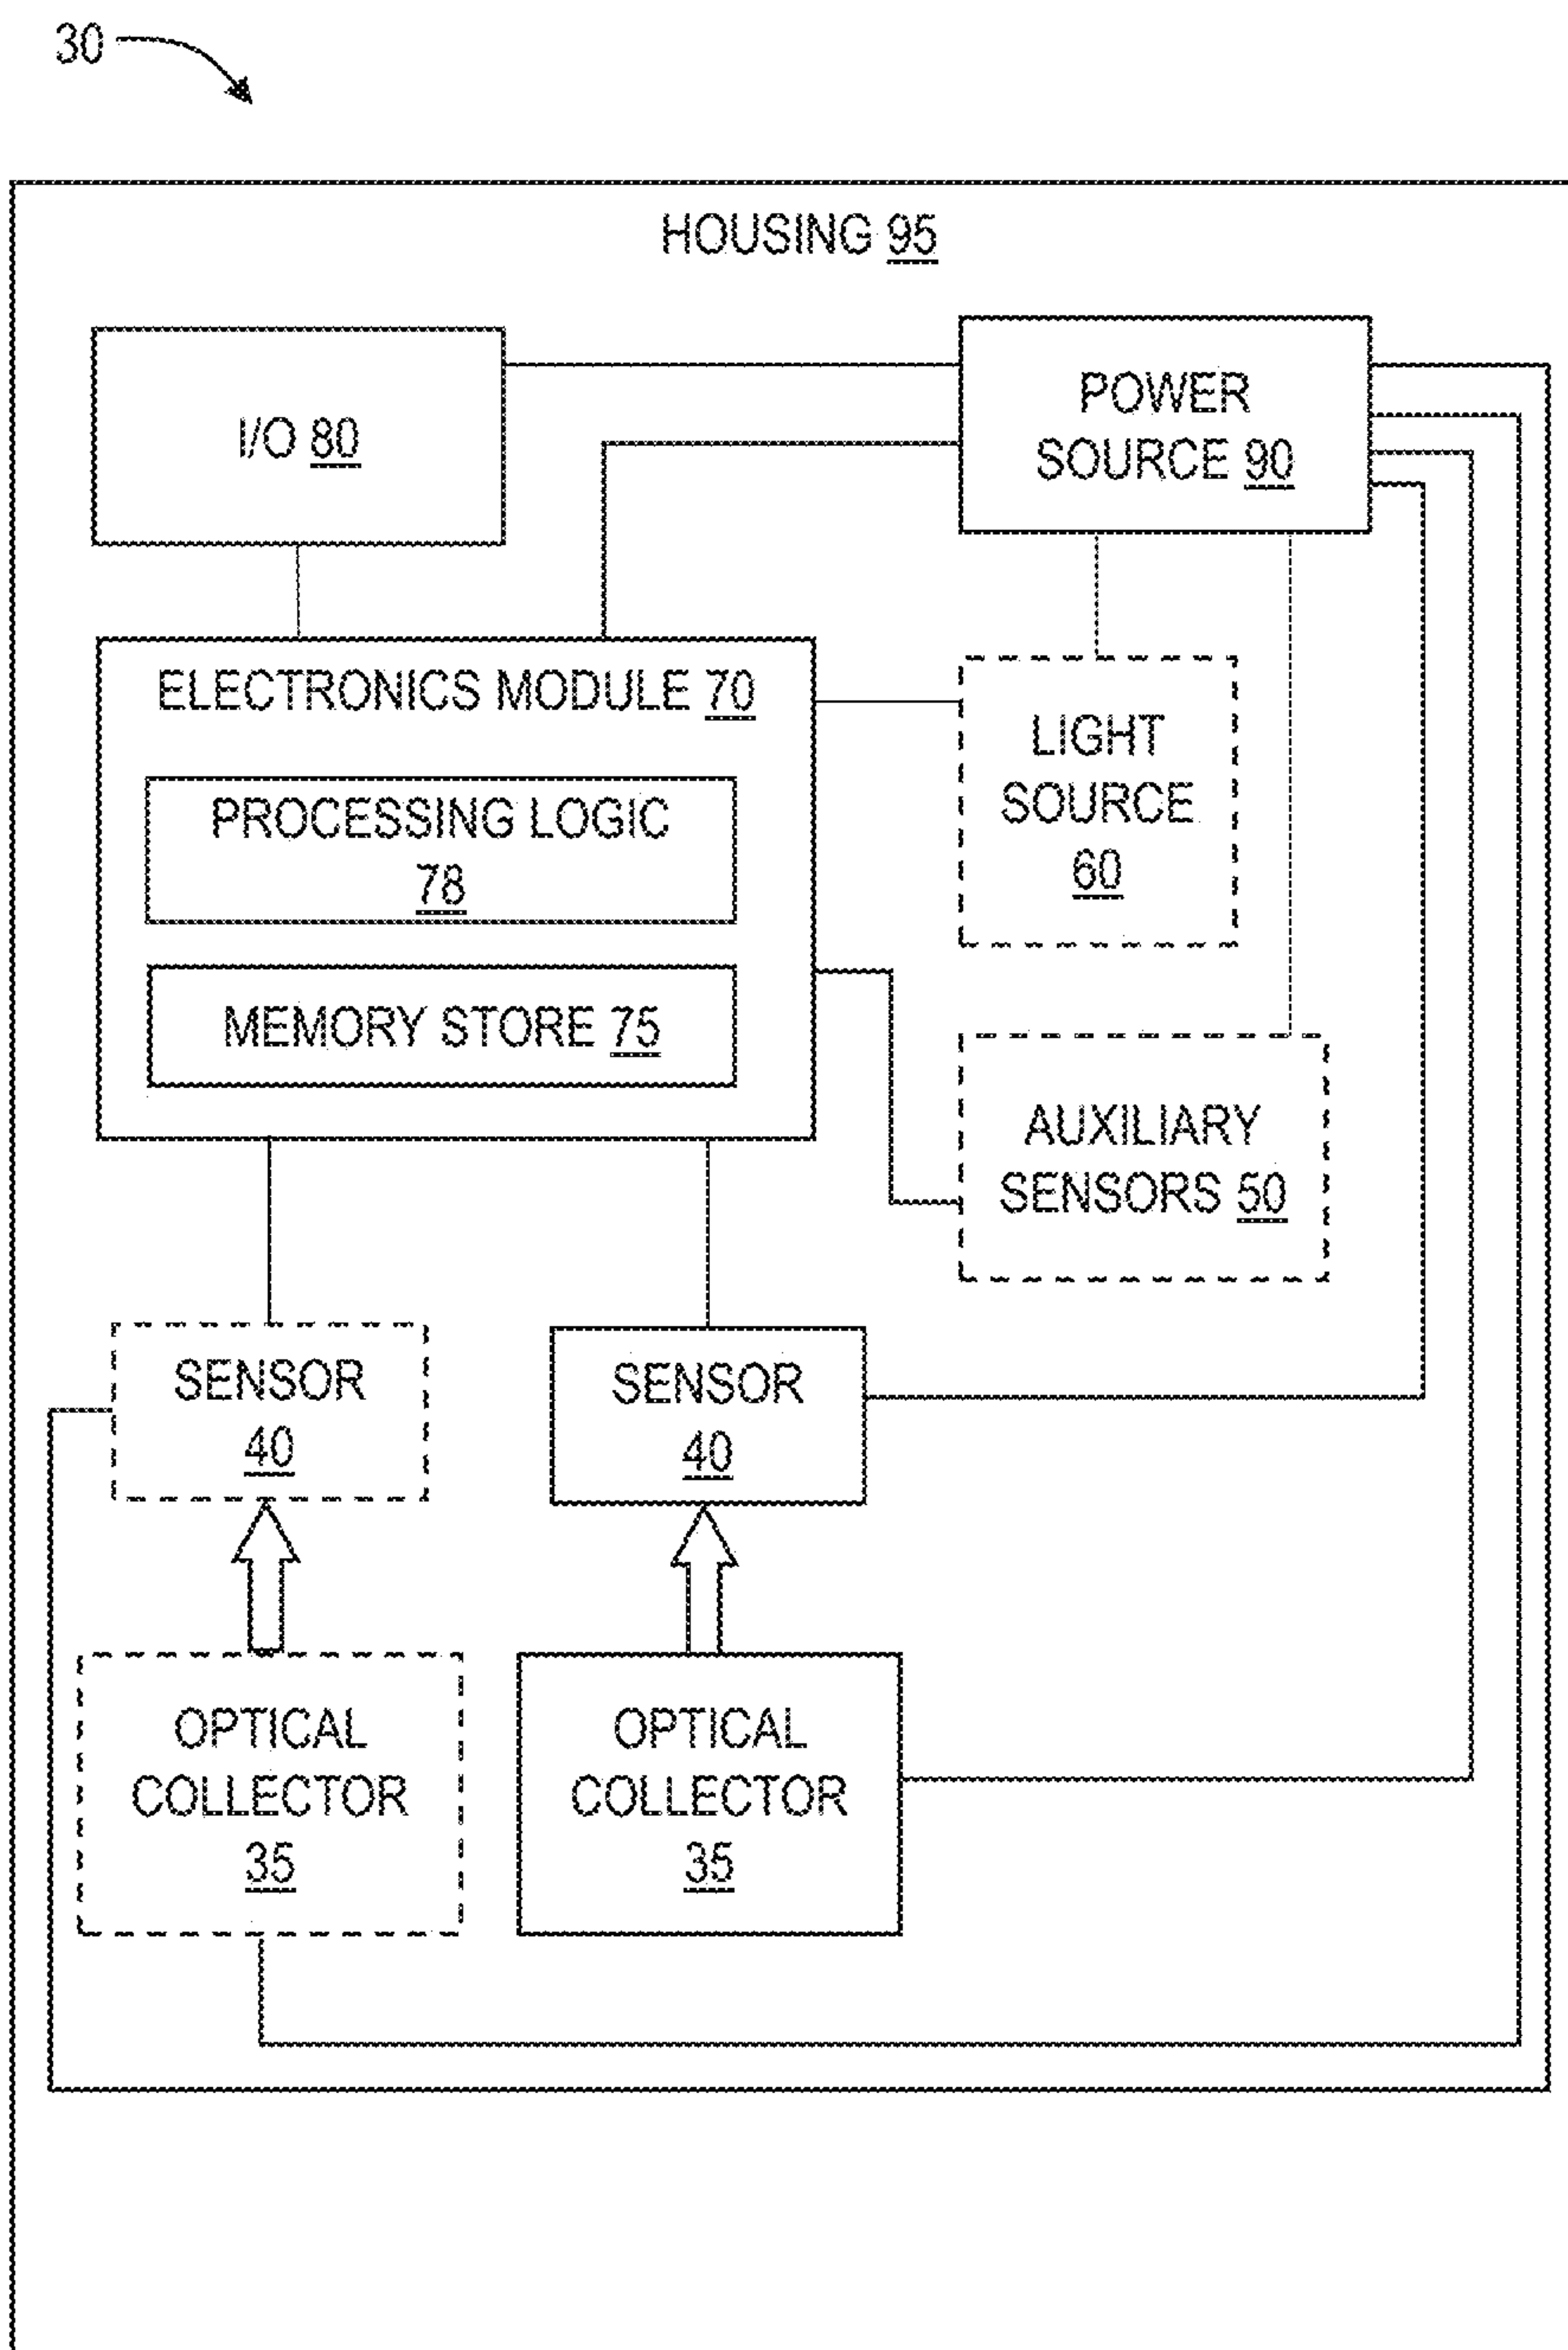 30
HOUSING 95
I/O 80
POWER
SOURCE 90
ELECTRONICS MODULE 70
PROCESSING LOGIC
78
MEMORY STORE 75
LIGHT
SOURCE
60
AUXILIARY
SENSORS 50
SENSOR
40
SENSOR
40
OPTICAL
COLLECTOR
35
OPTICAL
COLLECTOR
35